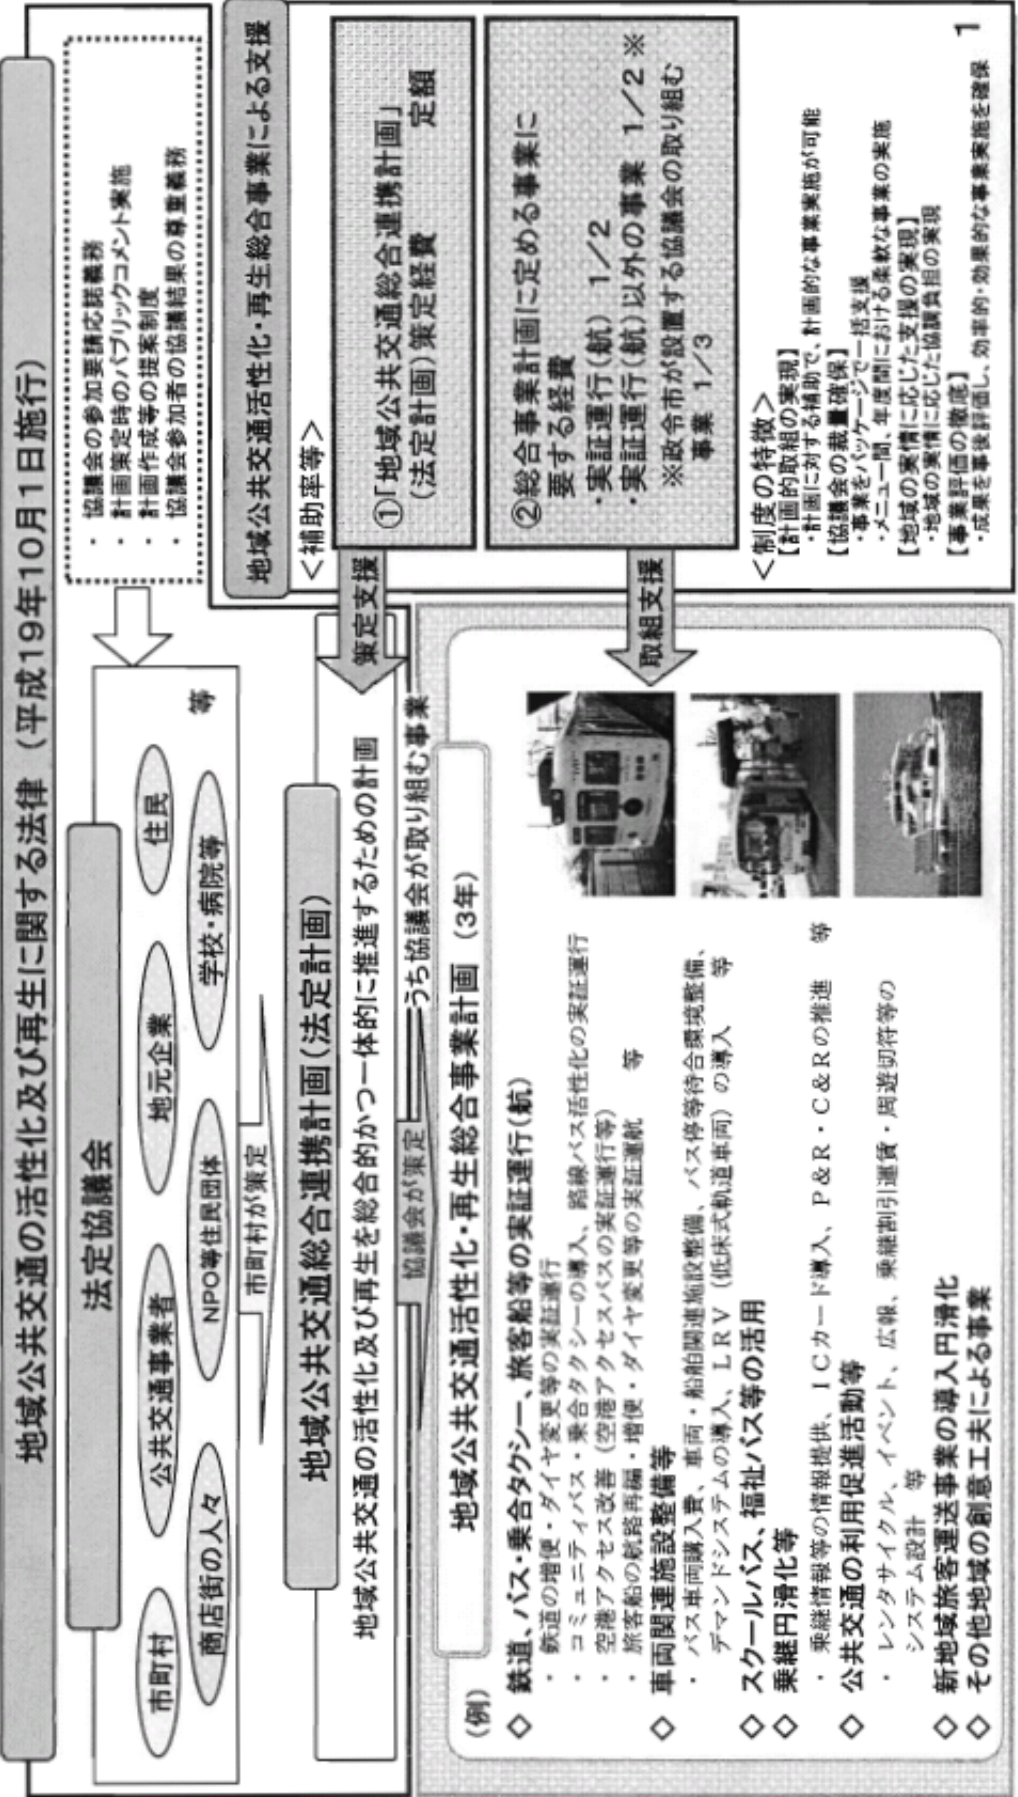 地域公共交通の活性化及び再生に関する法律（平成19年10月1日施行）
法定協議会
市町村
公共交通事業者
地元企業
住民
商店街の人々
NPO等住民団体
学校・病院等
等
・ 協議会の参加要請応諾義務
・ 計画策定時のパブリックコメント実施
・ 計画作成等の提案制度
・ 協議会参加者の協議結果の尊重義務
市町村が策定
地域公共交通総合連携計画（法定計画）
地域公共交通の活性化及び再生を総合的かつ一体的に推進するための計画
協議会が策定
うち協議会が取り組む事業
地域公共交通活性化・再生総合事業計画 （3年）
（例）
◇ 鉄道、バス・乗合タクシー、旅客船等の実証運行（航）
・ 鉄道の増便・ダイヤ変更等の実証運行
・ コミュニティバス・乗合タクシーの導入、路線バス活性化の実証運行
・ 空港アクセス改善（空港アクセスバスの実証運行等）
・ 旅客船の航路再編・増便・ダイヤ変更等の実証運航 等
◇ 車両関連施設整備等
・ バス車両購入費、車両・船舶関連施設整備、バス停等待合環境整備、
デマンドシステムの導入、LRV（低床式軌道車両）の導入 等
◇ スクールバス、福祉バス等の活用
◇ 乗継円滑化等
・ 乗継情報等の情報提供、ICカード導入、P&R・C&Rの推進 等
◇ 公共交通の利用促進活動等
・ レンタサイクル、イベント、広報、乗継割引運賃・周遊切符等の
システム設計 等
◇ 新地域旅客運送事業の導入円滑化
◇ その他地域の創意工夫による事業
地域公共交通活性化・再生総合事業による支援
＜補助率等＞
策定支援
①「地域公共交通総合連携計画」
（法定計画）策定経費 定額
取組支援
②総合事業計画に定める事業に
要する経費
・実証運行（航） 1/2
・実証運行（航）以外の事業 1/2 ※
※政令市が設置する協議会の取り組む
事業 1/3
＜制度の特徴＞
【計画的取組の実現】
・計画に対する補助で、計画的な事業実施が可能
【協議会の裁量確保】
・事業をパッケージで一括支援
・メニュー間、年度間における柔軟な事業の実施
【地域の実情に応じた支援の実現】
・地域の実情に応じた協調負担の実現
【事業評価の徹底】
・成果を事後評価し、効率的・効果的な事業実施を確保
1